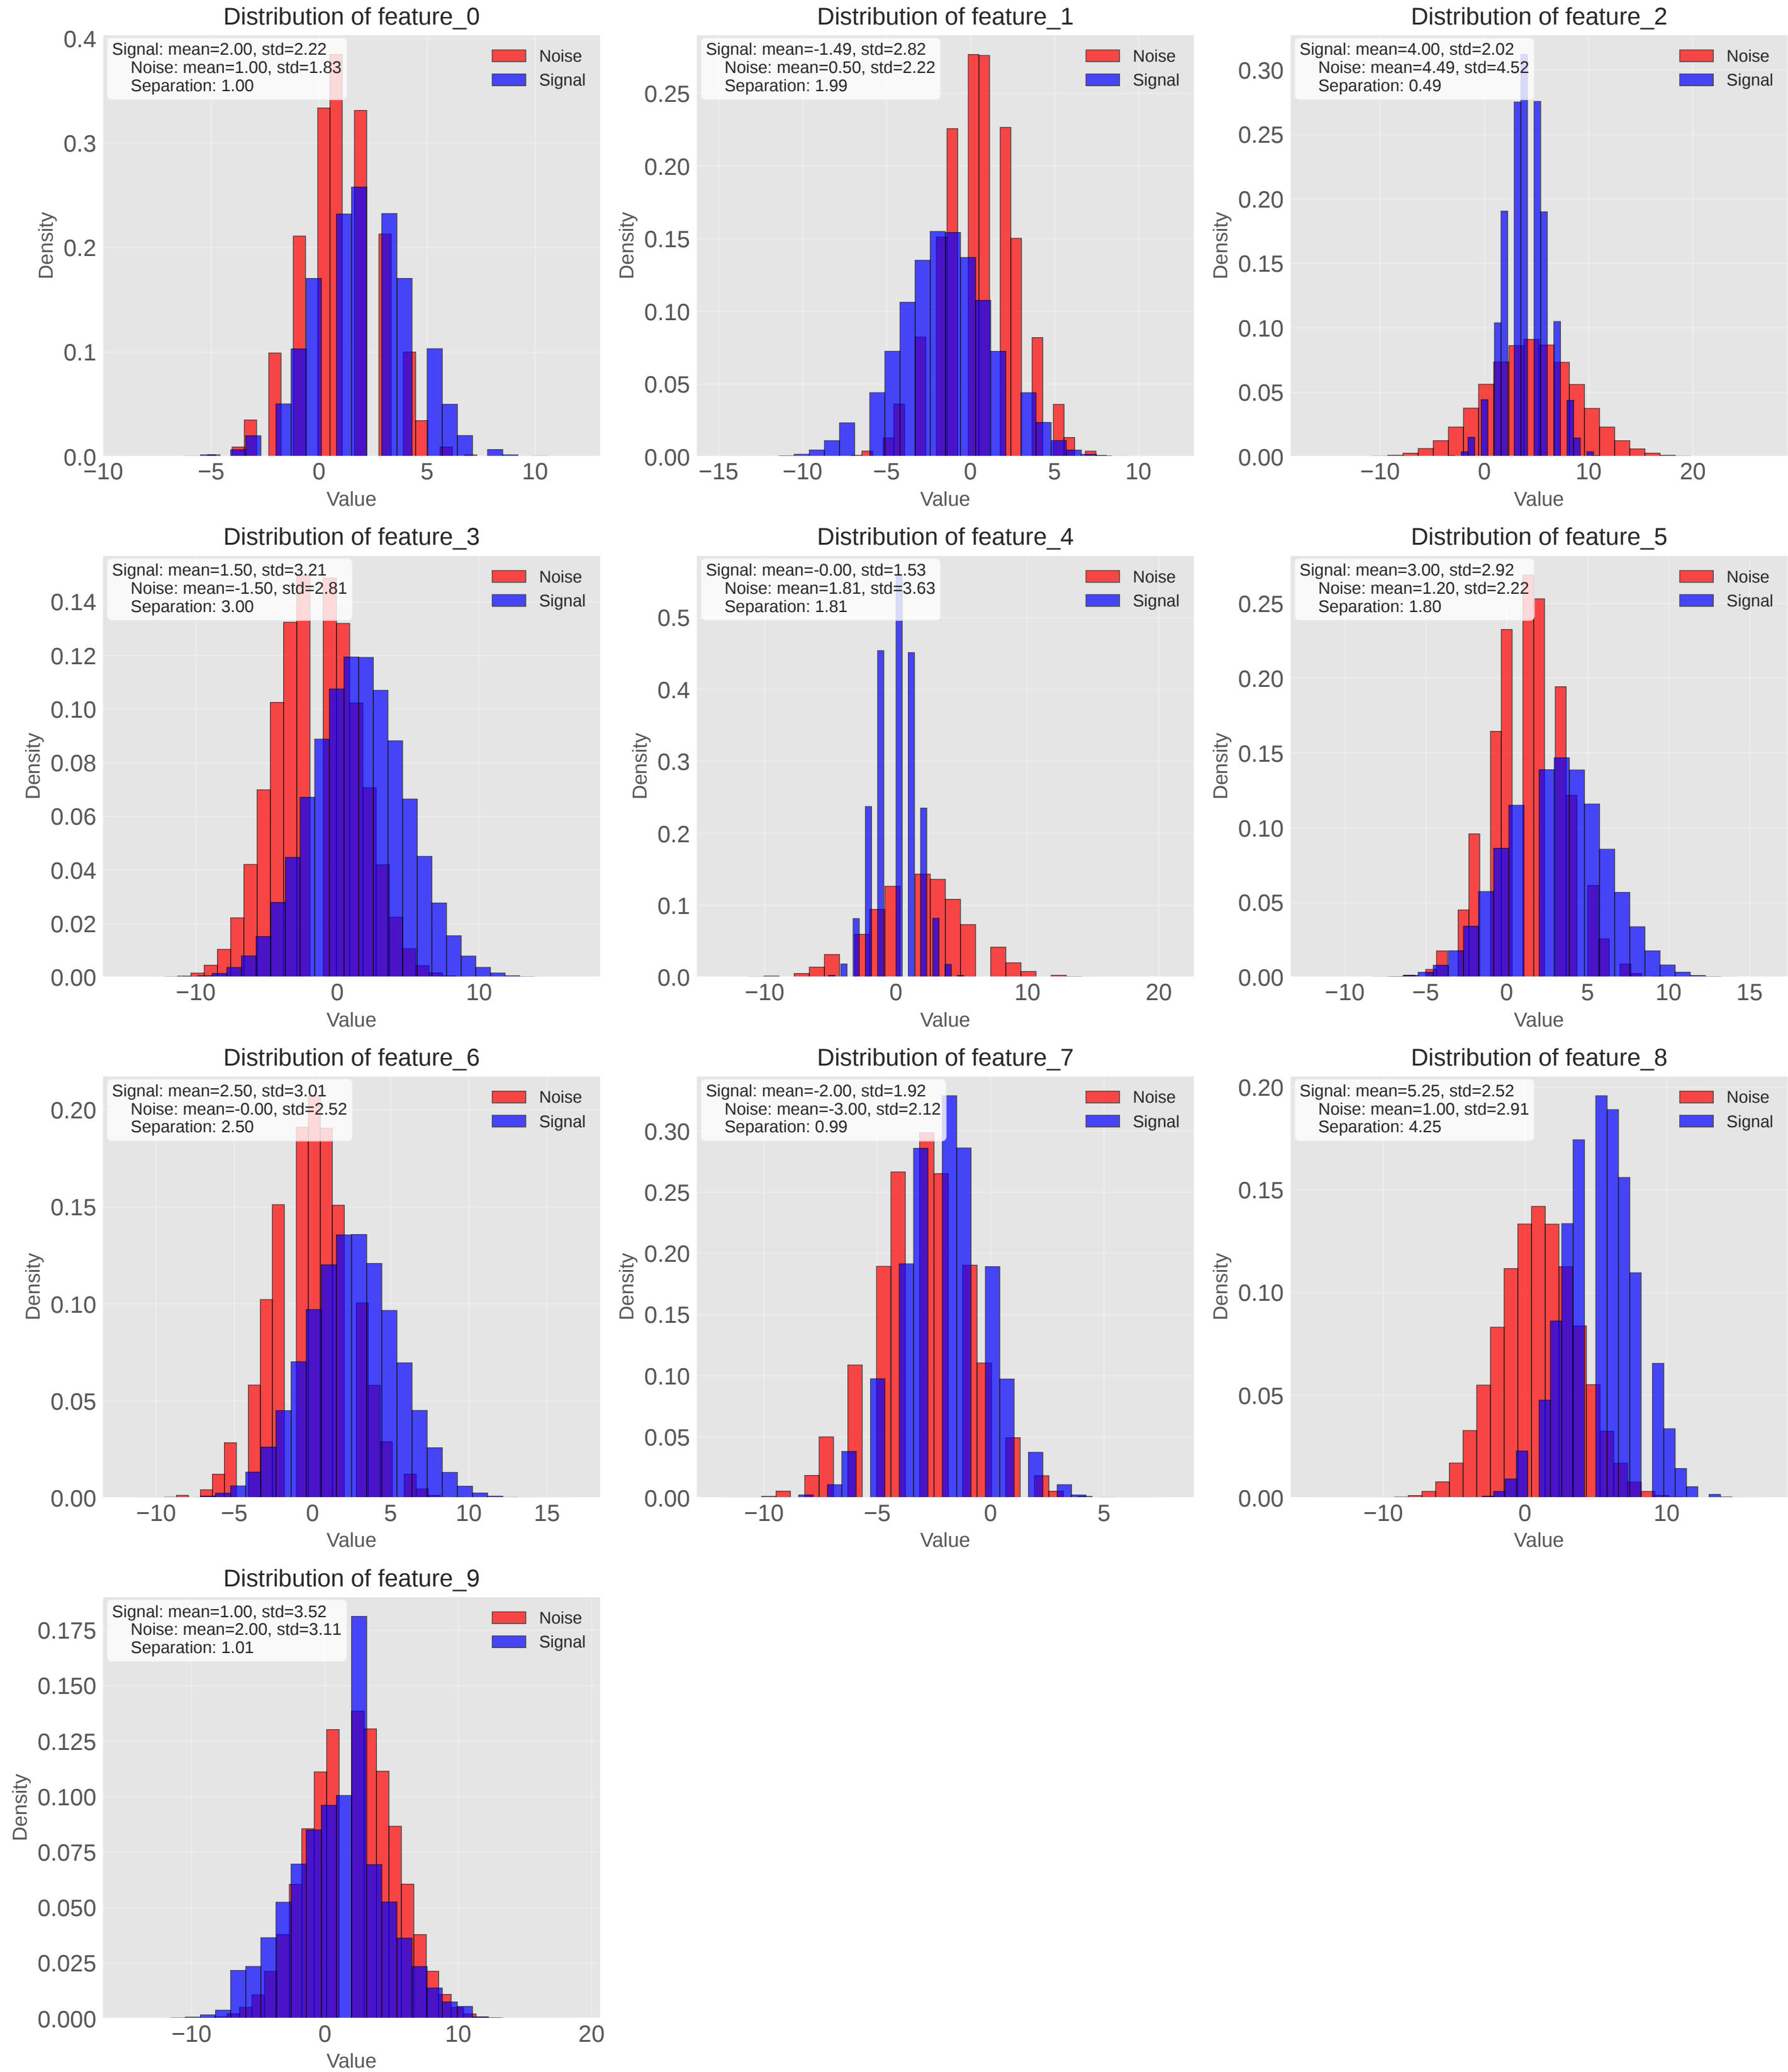 Distribution of feature_0
Signal: mean=2.00, std=2.22
Noise: mean=1.00, std=1.83
Separation: 1.00
Noise
Signal
0.4
0.3
0.2
0.1
0.0
Density
−10 −5 0 5 10
Value
Distribution of feature_1
Signal: mean=-1.49, std=2.82
Noise: mean=0.50, std=2.22
Separation: 1.99
Noise
Signal
0.25
0.20
0.15
0.10
0.05
0.00
Density
−15 −10 −5 0 5 10
Value
Distribution of feature_2
Signal: mean=4.00, std=2.02
Noise: mean=4.49, std=4.52
Separation: 0.49
Noise
Signal
0.30
0.25
0.20
0.15
0.10
0.05
0.00
Density
−10 0 10 20
Value
Distribution of feature_3
Signal: mean=1.50, std=3.21
Noise: mean=-1.50, std=2.81
Separation: 3.00
Noise
Signal
0.14
0.12
0.10
0.08
0.06
0.04
0.02
0.00
Density
−10 0 10
Value
Distribution of feature_4
Signal: mean=-0.00, std=1.53
Noise: mean=1.81, std=3.63
Separation: 1.81
Noise
Signal
0.5
0.4
0.3
0.2
0.1
0.0
Density
−10 0 10 20
Value
Distribution of feature_5
Signal: mean=3.00, std=2.92
Noise: mean=1.20, std=2.22
Separation: 1.80
Noise
Signal
0.25
0.20
0.15
0.10
0.05
0.00
Density
−10 −5 0 5 10 15
Value
Distribution of feature_6
Signal: mean=2.50, std=3.01
Noise: mean=-0.00, std=2.52
Separation: 2.50
Noise
Signal
0.20
0.15
0.10
0.05
0.00
Density
−10 −5 0 5 10 15
Value
Distribution of feature_7
Signal: mean=-2.00, std=1.92
Noise: mean=-3.00, std=2.12
Separation: 0.99
Noise
Signal
0.30
0.25
0.20
0.15
0.10
0.05
0.00
Density
−10 −5 0 5
Value
Distribution of feature_8
Signal: mean=5.25, std=2.52
Noise: mean=1.00, std=2.91
Separation: 4.25
Noise
Signal
0.20
0.15
0.10
0.05
0.00
Density
−10 0 10
Value
Distribution of feature_9
Signal: mean=1.00, std=3.52
Noise: mean=2.00, std=3.11
Separation: 1.01
Noise
Signal
0.175
0.150
0.125
0.100
0.075
0.050
0.025
0.000
Density
−10 0 10 20
Value